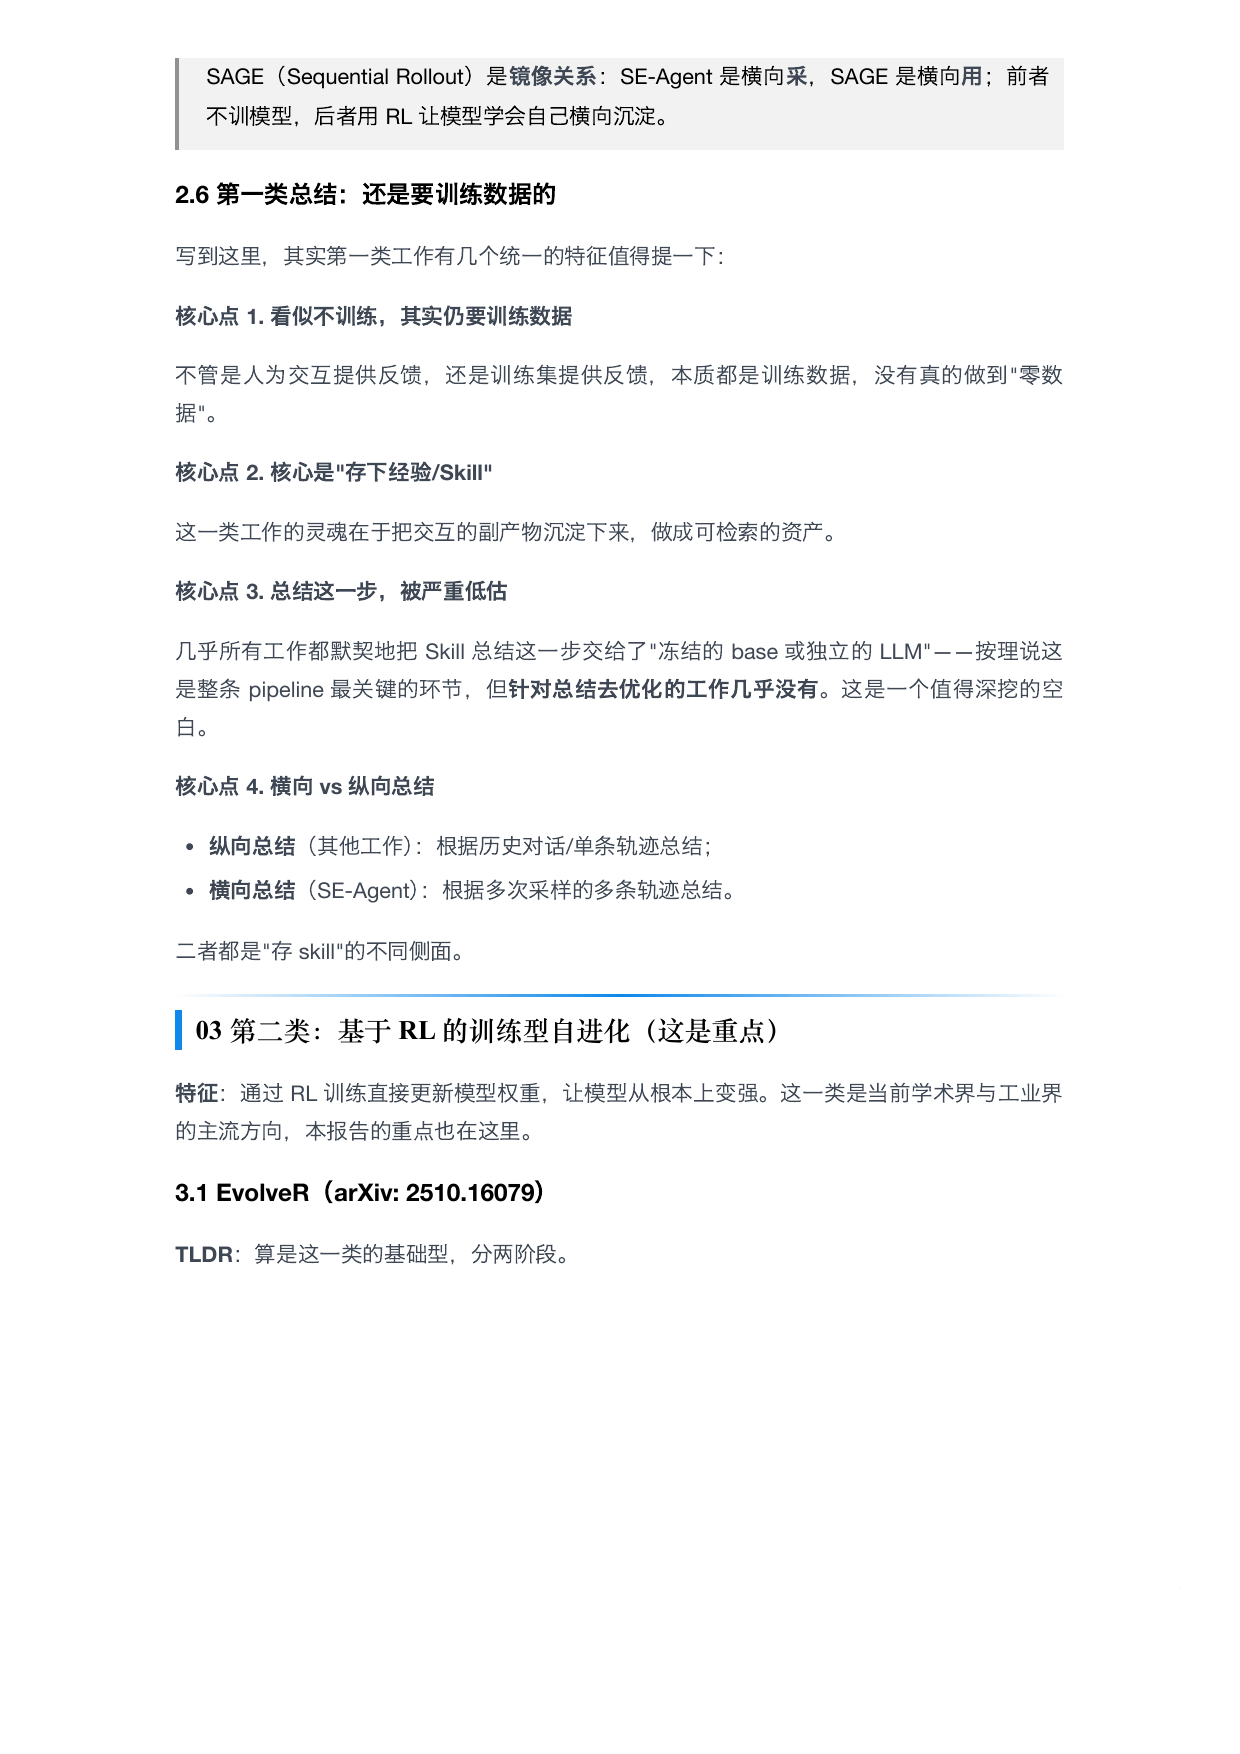 SAGE（Sequential Rollout）是镜像关系：SE-Agent 是横向采，SAGE 是横向用；前者
不训模型，后者用 RL 让模型学会自己横向沉淀。
2.6 第一类总结：还是要训练数据的
写到这里，其实第一类工作有几个统一的特征值得提一下：
核心点 1. 看似不训练，其实仍要训练数据
不管是人为交互提供反馈，还是训练集提供反馈，本质都是训练数据，没有真的做到"零数
据"。
核心点 2. 核心是"存下经验/Skill"
这一类工作的灵魂在于把交互的副产物沉淀下来，做成可检索的资产。
核心点 3. 总结这一步，被严重低估
几乎所有工作都默契地把 Skill 总结这一步交给了"冻结的 base 或独立的 LLM"——按理说这
是整条 pipeline 最关键的环节，但针对总结去优化的工作几乎没有。这是一个值得深挖的空
白。
核心点 4. 横向 vs 纵向总结
• 纵向总结（其他工作）：根据历史对话/单条轨迹总结；
• 横向总结（SE-Agent）：根据多次采样的多条轨迹总结。
二者都是"存 skill"的不同侧面。
03 第二类：基于 RL 的训练型自进化（这是重点）
特征：通过 RL 训练直接更新模型权重，让模型从根本上变强。这一类是当前学术界与工业界
的主流方向，本报告的重点也在这里。
3.1 EvolveR（arXiv: 2510.16079）
TLDR：算是这一类的基础型，分两阶段。